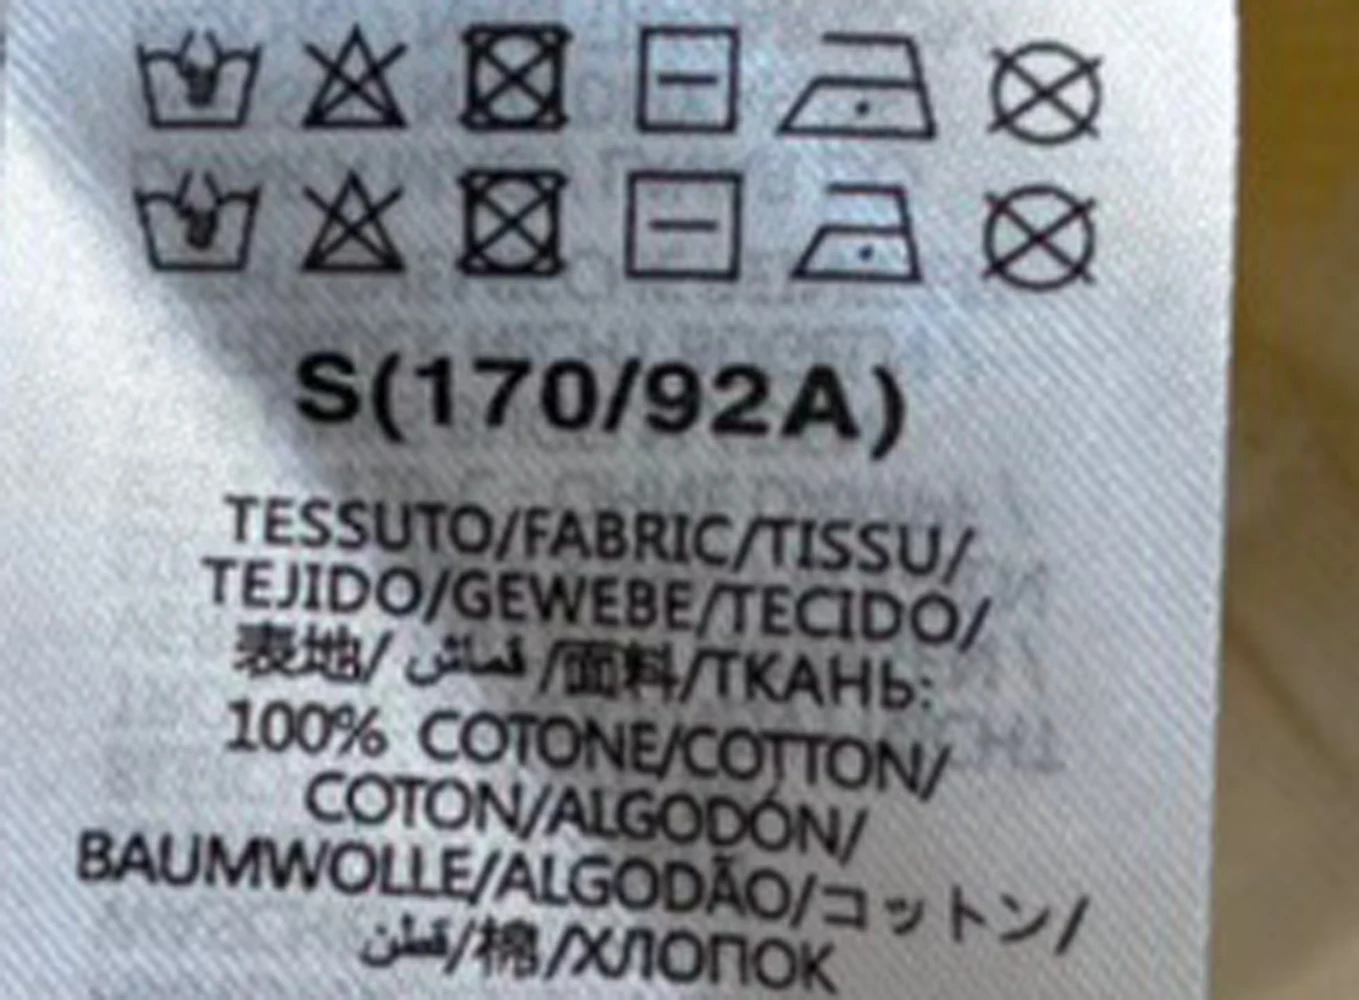 S(170/92A)
TESSUTO/FABRIC/TISSU/
TEJIDO/GEWEBE/TECIDO/
表地/ قماش /面料/ТКАНЬ:
100% COTONE/COTTON/
COTON/ALGODÓN/
BAUMWOLLE/ALGODÃO/コットン/
قطن/棉/ХЛОПОК